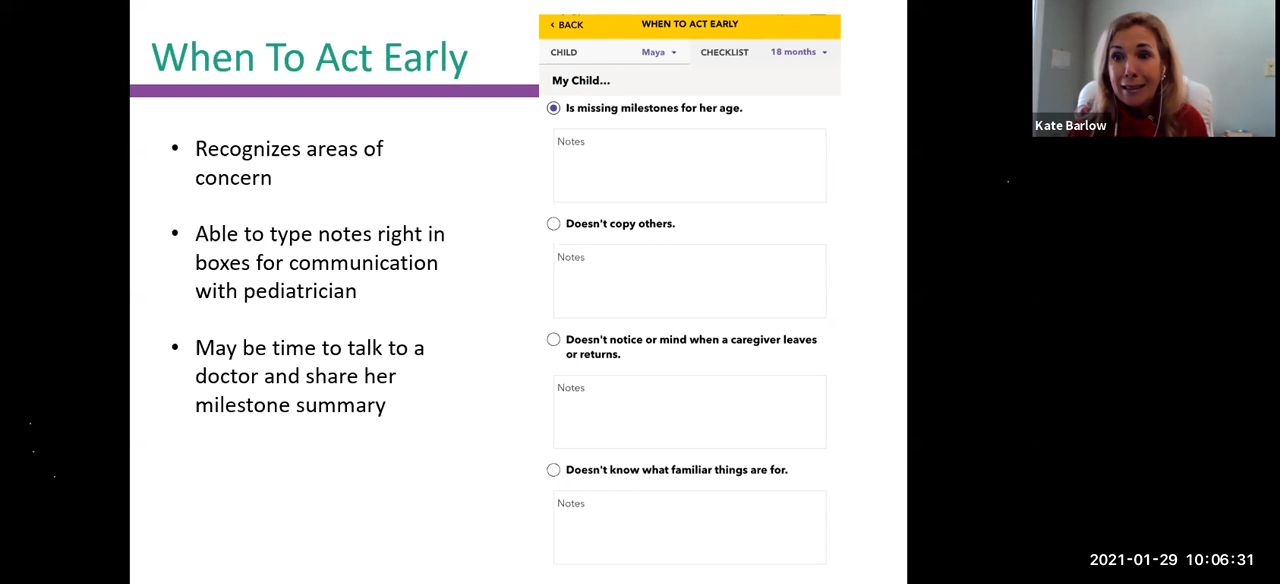 When To Act Early
• Recognizes areas of
concern
• Able to type notes right in
boxes for communication
with pediatrician
• May be time to talk to a
doctor and share her
milestone summary
‹ BACK WHEN TO ACT EARLY
CHILD Maya CHECKLIST 18 months
My Child...
Is missing milestones for her age.
Notes
Doesn't copy others.
Notes
Doesn't notice or mind when a caregiver leaves
or returns.
Notes
Doesn't know what familiar things are for.
Notes
Kate Barlow
2021-01-29 10:06:31